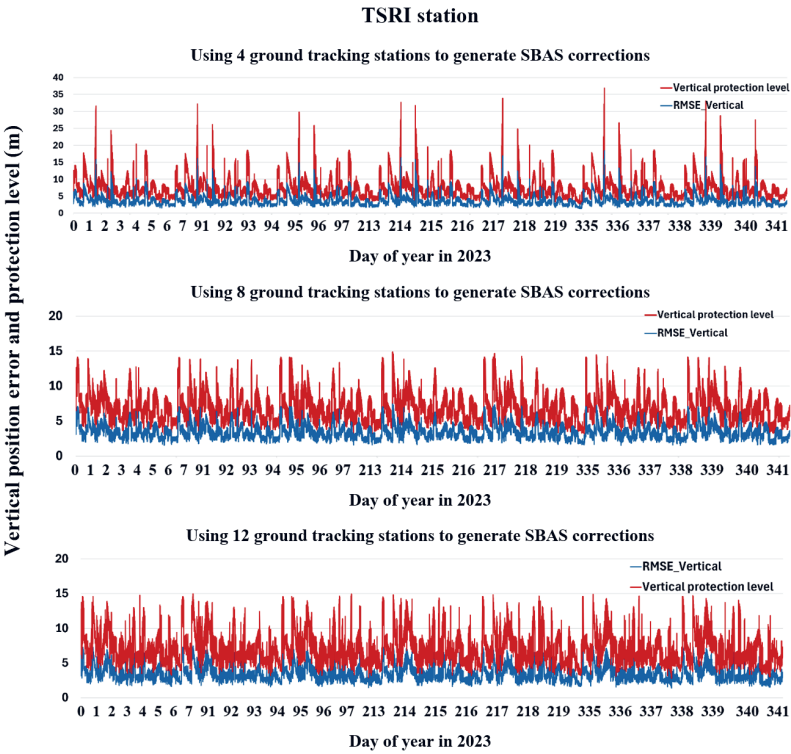 TSRI station
Vertical position error and protection level (m)
Using 4 ground tracking stations to generate SBAS corrections
40
35
30
25
20
15
10
5
0
Vertical protection level
RMSE_Vertical
0 1 2 3 4 5 6 7 91 92 93 94 95 96 97 213 214 215 216 217 218 219 335 336 337 338 339 340 341
Day of year in 2023
Using 8 ground tracking stations to generate SBAS corrections
20
15
10
5
0
Vertical protection level
RMSE_Vertical
0 1 2 3 4 5 6 7 91 92 93 94 95 96 97 213 214 215 216 217 218 219 335 336 337 338 339 340 341
Day of year in 2023
Using 12 ground tracking stations to generate SBAS corrections
20
15
10
5
0
RMSE_Vertical
Vertical protection level
0 1 2 3 4 5 6 7 91 92 93 94 95 96 97 213 214 215 216 217 218 219 335 336 337 338 339 340 341
Day of year in 2023